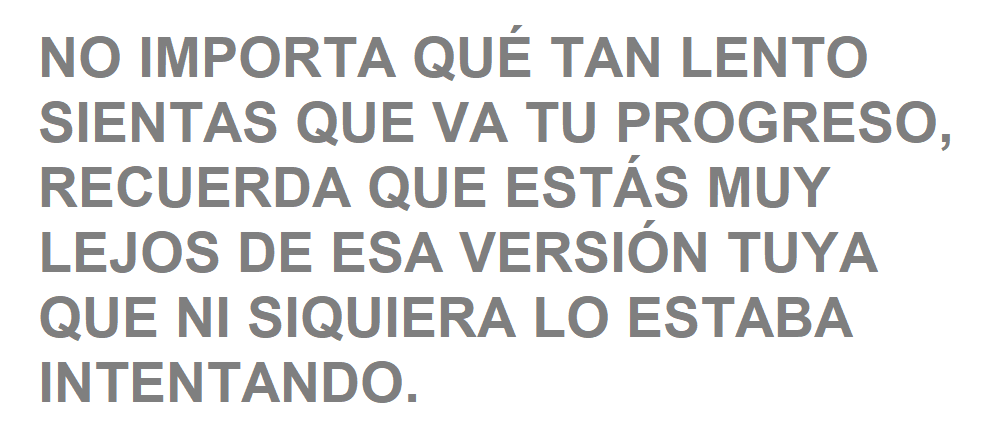 NO IMPORTA QUÉ TAN LENTO
SIENTAS QUE VA TU PROGRESO,
RECUERDA QUE ESTÁS MUY
LEJOS DE ESA VERSIÓN TUYA
QUE NI SIQUIERA LO ESTABA
INTENTANDO.